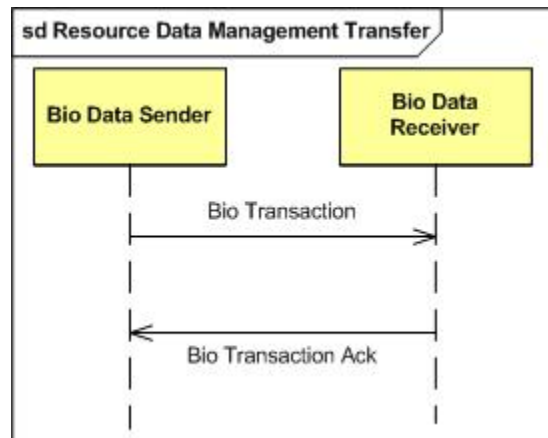 sd Resource Data Management Transfer
Bio Data Sender
Bio Data
Receiver
Bio Transaction
Bio Transaction Ack